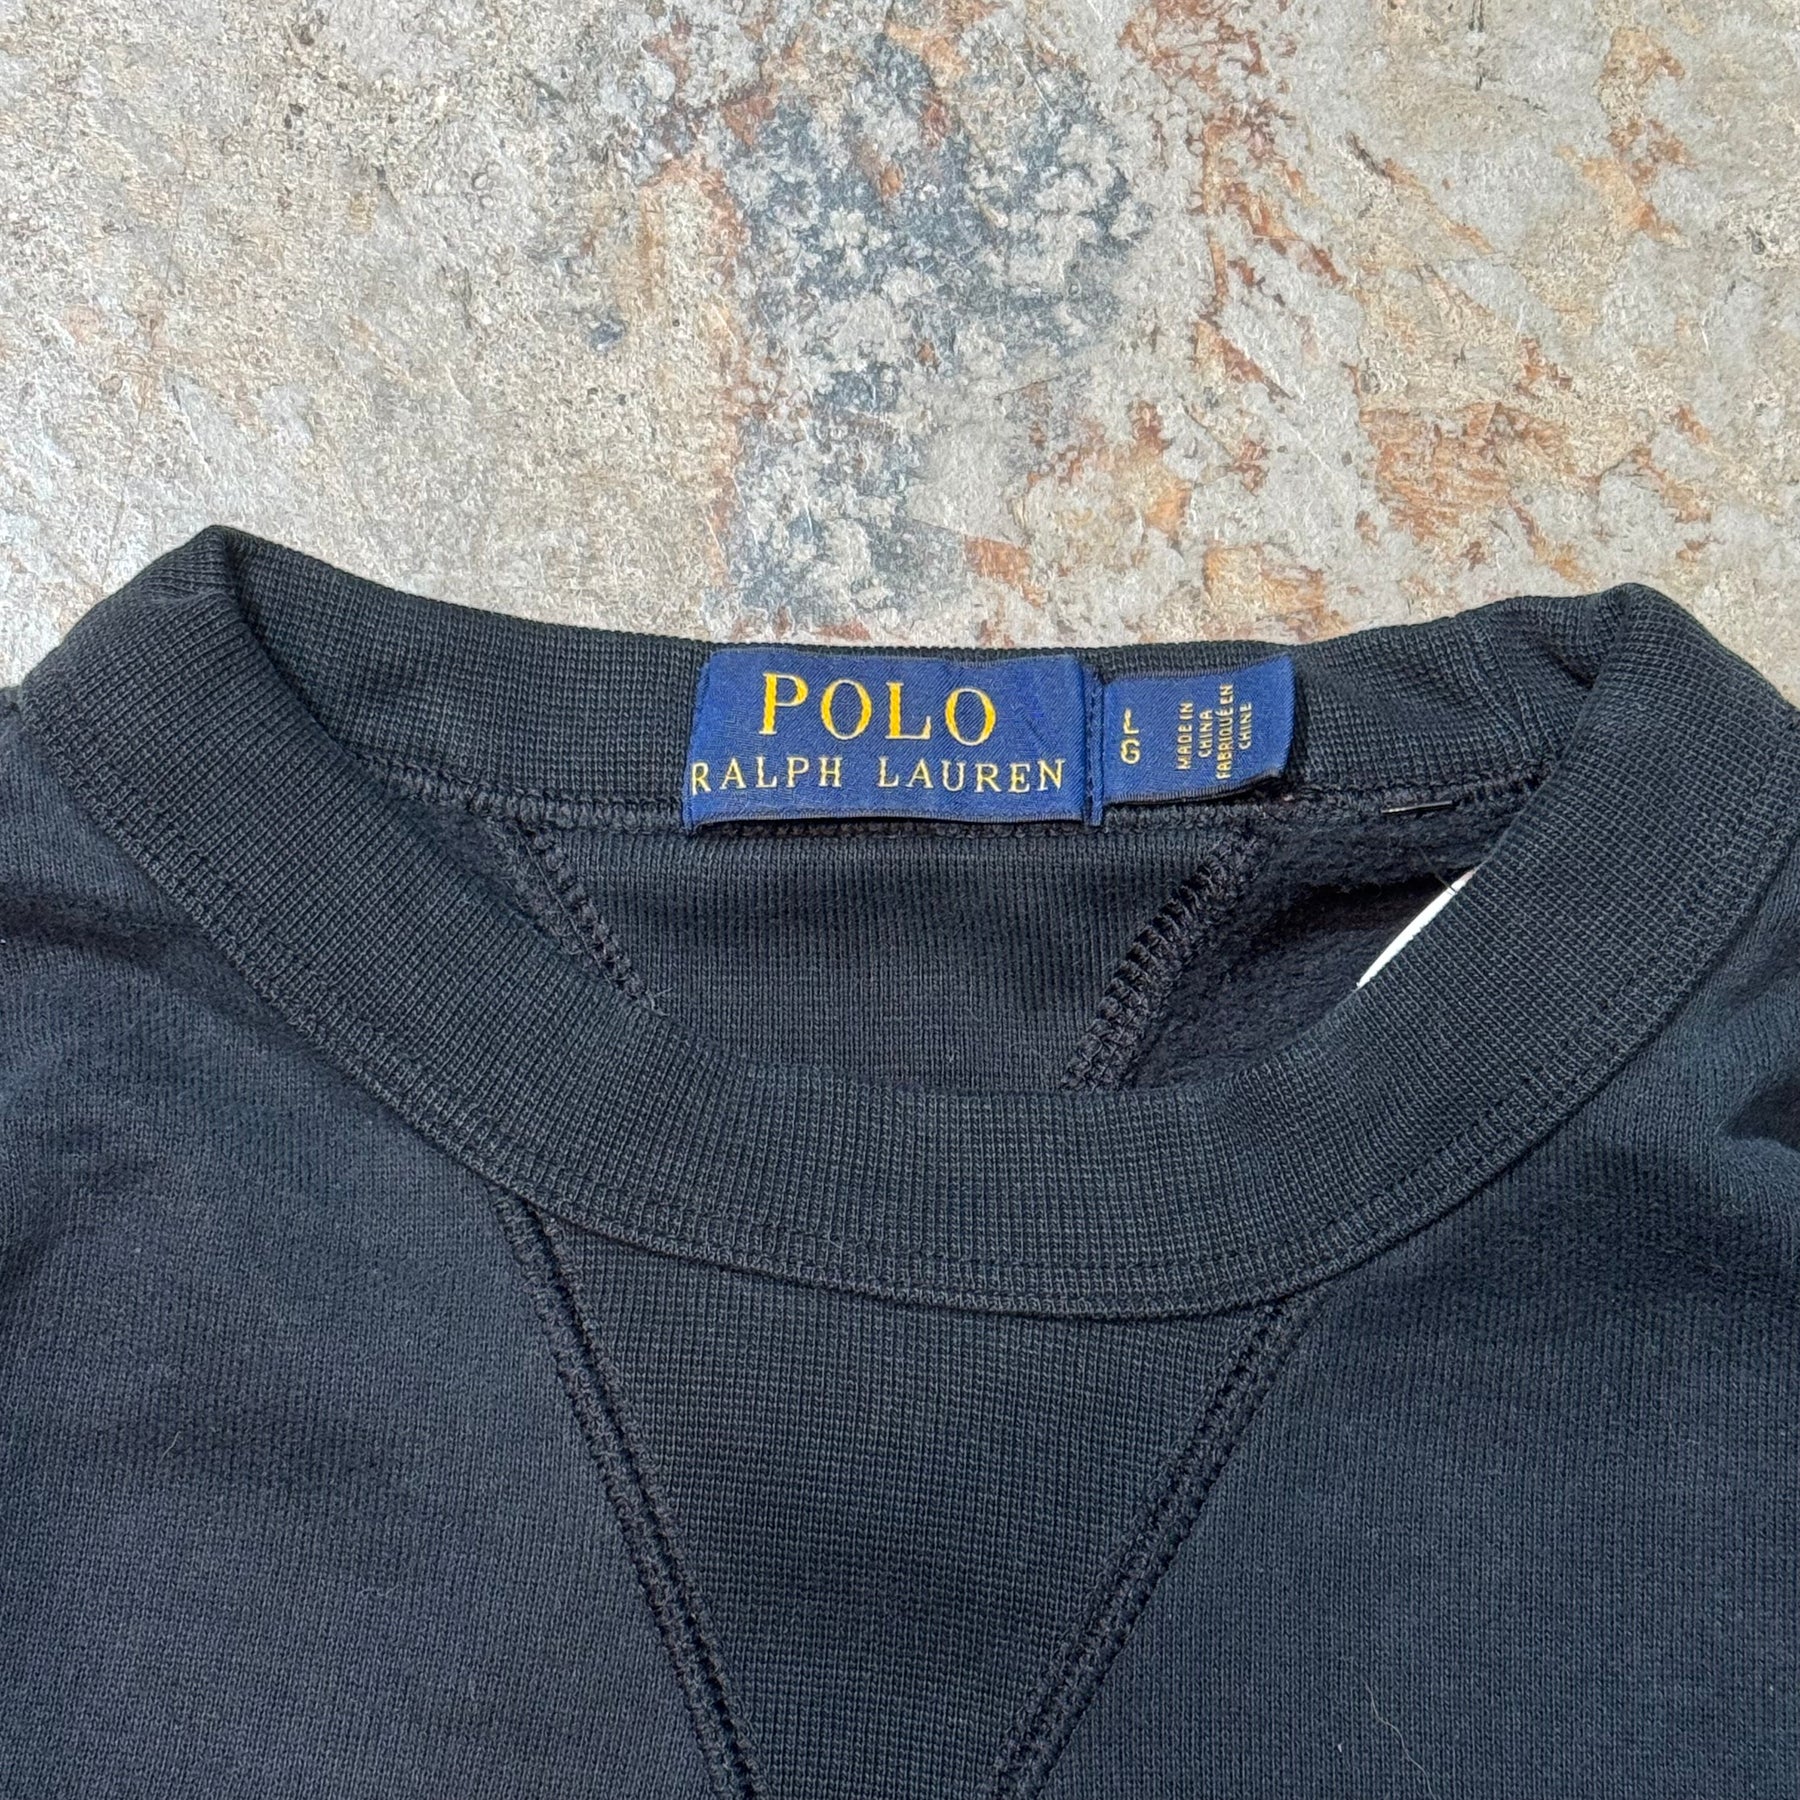 POLO
RALPH LAUREN
L
G
MADE IN
CHINA
FABRIQUÉ EN
CHINE